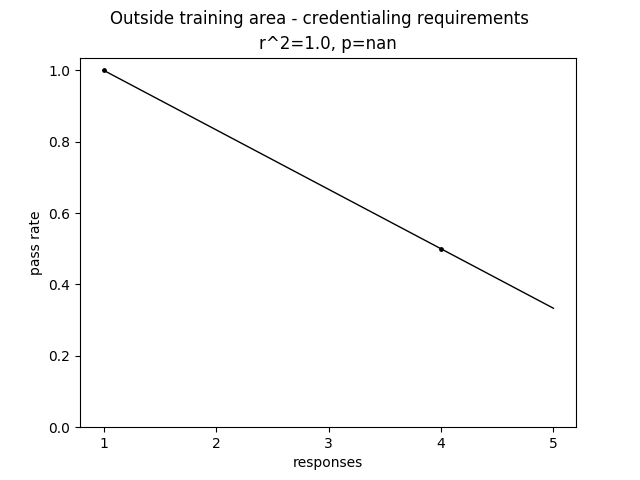 Outside training area - credentialing requirements
r^2=1.0, p=nan
1.0
0.8
0.6
0.4
0.2
0.0
pass rate
1 2 3 4 5
responses